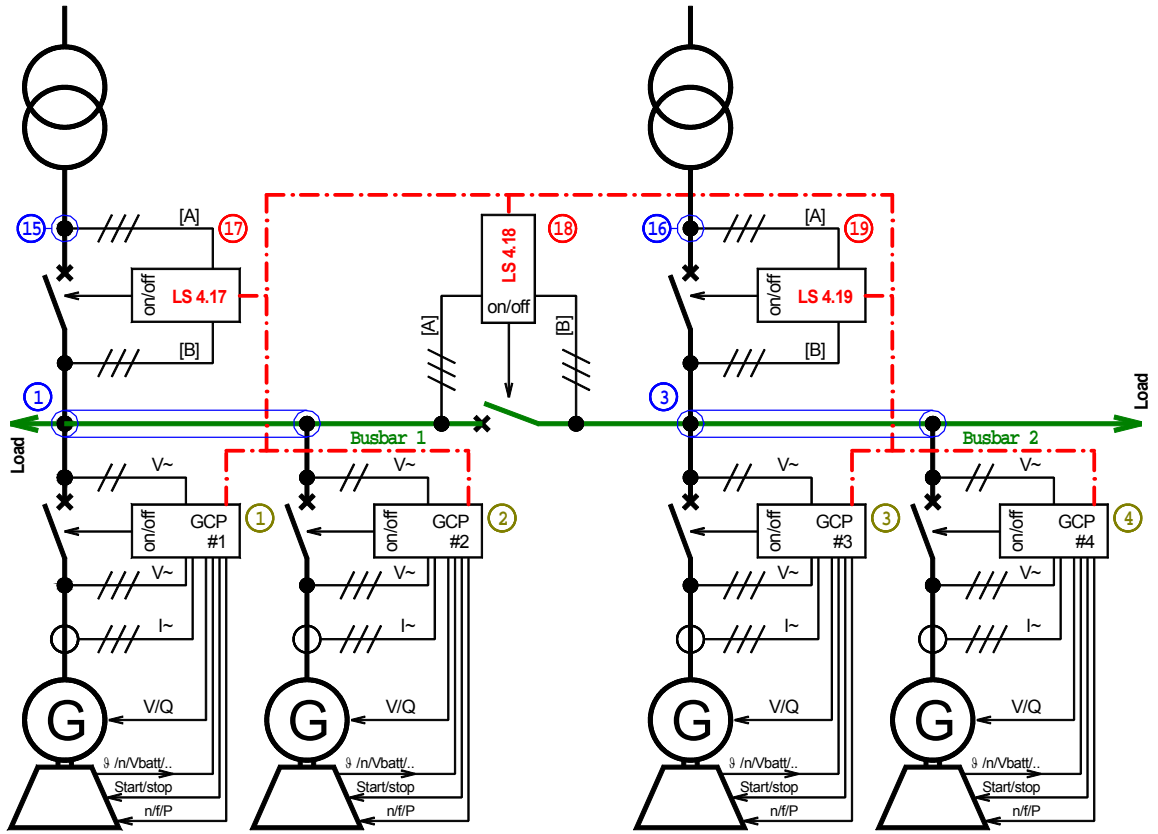 [A]
17
15
LS 4.17
on/off
[B]
LS 4.18
18
on/off
[A]
[B]
[A]
19
16
LS 4.19
on/off
[B]
1
3
Load
Busbar 1
Busbar 2
Load
V~
on/off
GCP
#1
1
V~
I~
V/Q
ϑ /n/Vbatt/..
Start/stop
n/f/P
G
V~
on/off
GCP
#2
2
V~
I~
V/Q
ϑ /n/Vbatt/..
Start/stop
n/f/P
G
V~
on/off
GCP
#3
3
V~
I~
V/Q
ϑ /n/Vbatt/..
Start/stop
n/f/P
G
V~
on/off
GCP
#4
4
V~
I~
V/Q
ϑ /n/Vbatt/..
Start/stop
n/f/P
G